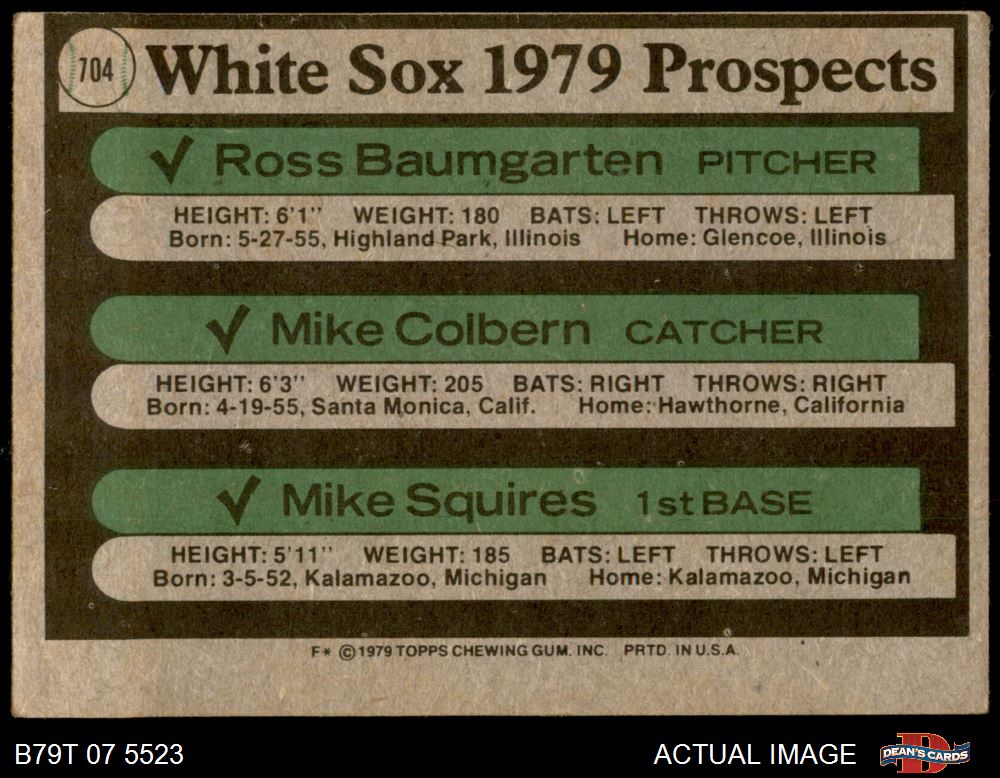 704 White Sox 1979 Prospects
✓ Ross Baumgarten PITCHER
HEIGHT: 6'1'' WEIGHT: 180 BATS: LEFT THROWS: LEFT
Born: 5-27-55, Highland Park, Illinois Home: Glencoe, Illinois
✓ Mike Colbern CATCHER
HEIGHT: 6'3'' WEIGHT: 205 BATS: RIGHT THROWS: RIGHT
Born: 4-19-55, Santa Monica, Calif. Home: Hawthorne, California
✓ Mike Squires 1st BASE
HEIGHT: 5'11'' WEIGHT: 185 BATS: LEFT THROWS: LEFT
Born: 3-5-52, Kalamazoo, Michigan Home: Kalamazoo, Michigan
F* © 1979 TOPPS CHEWING GUM, INC. PRTD. IN U.S.A.
B79T 07 5523 ACTUAL IMAGE D DEAN'S CARDS